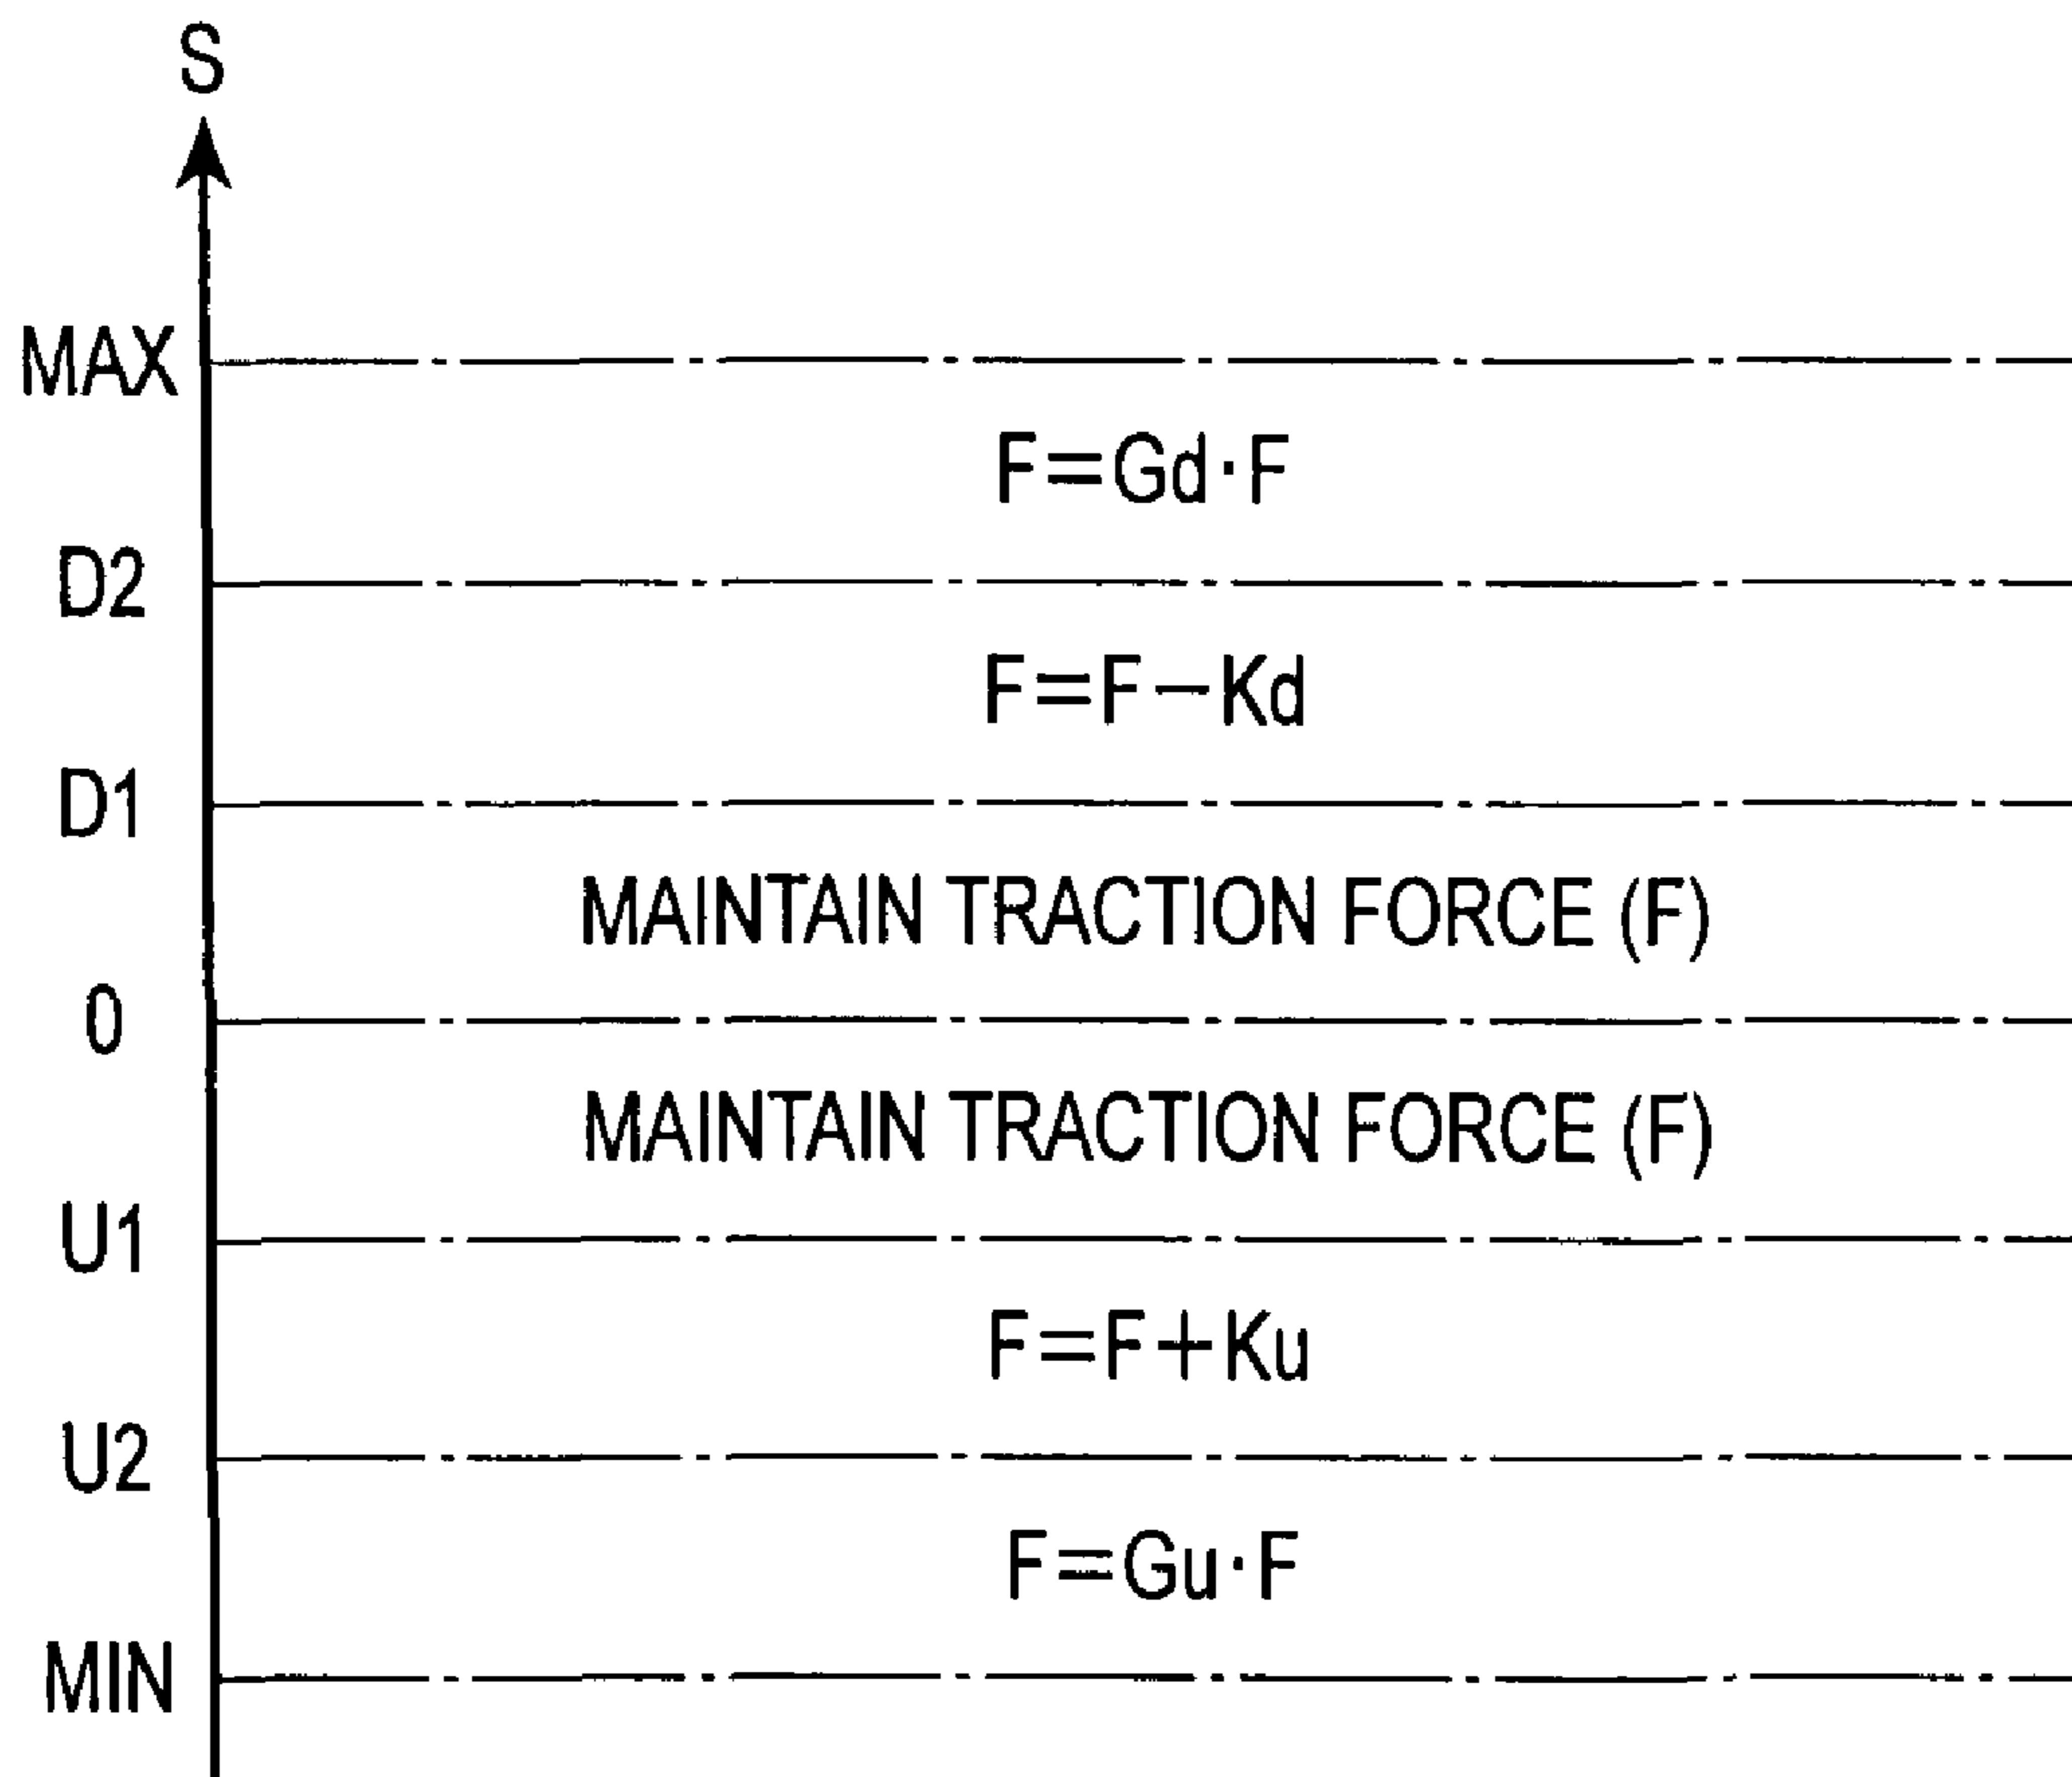 S
MAX
F=Gd·F
D2
F=F−Kd
D1
MAINTAIN TRACTION FORCE (F)
0
MAINTAIN TRACTION FORCE (F)
U1
F=F+Ku
U2
F=Gu·F
MIN